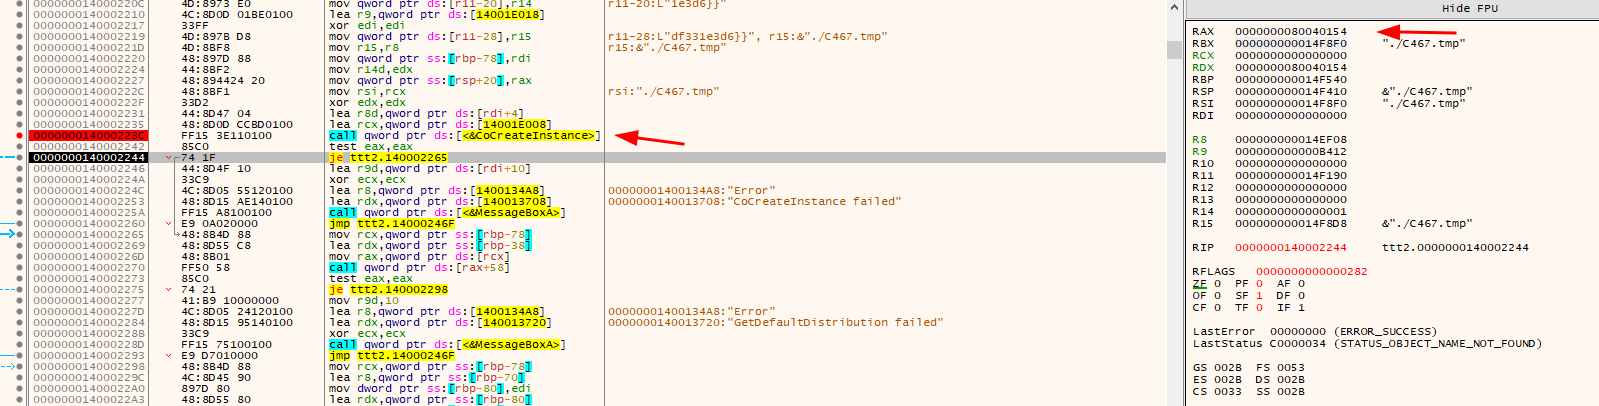 000000014000220C 4D:8973 E0 mov qword ptr ds:[r11-20],r14 r11-20:L"1e3d6}}"
0000000140002210 4C:8D0D 01BE0100 lea r9,qword ptr ds:[14001E018]
0000000140002217 33FF xor edi,edi
0000000140002219 4D:897B D8 mov qword ptr ds:[r11-28],r15 r11-28:L"df331e3d6}}", r15:&"./C467.tmp"
000000014000221D 4D:8BF8 mov r15,r8 r15:&"./C467.tmp"
0000000140002220 48:897D 88 mov qword ptr ss:[rbp-78],rdi
0000000140002224 44:8BF2 mov r14d,edx
0000000140002227 48:894424 20 mov qword ptr ss:[rsp+20],rax
000000014000222C 48:8BF1 mov rsi,rcx rsi:"./C467.tmp"
000000014000222F 33D2 xor edx,edx
0000000140002231 44:8D47 04 lea r8d,qword ptr ds:[rdi+4]
0000000140002235 48:8D0D CCBD0100 lea rcx,qword ptr ds:[14001E008]
000000014000223C FF15 3E110100 call qword ptr ds:[<&CoCreateInstance>]
0000000140002242 85C0 test eax,eax
0000000140002244 74 1F je ttt2.140002265
0000000140002246 44:8D4F 10 lea r9d,qword ptr ds:[rdi+10]
000000014000224A 33C9 xor ecx,ecx
000000014000224C 4C:8D05 55120100 lea r8,qword ptr ds:[1400134A8] 00000001400134A8:"Error"
0000000140002253 48:8D15 AE140100 lea rdx,qword ptr ds:[140013708] 0000000140013708:"CoCreateInstance failed"
000000014000225A FF15 A8100100 call qword ptr ds:[<&MessageBoxA>]
0000000140002260 E9 0A020000 jmp ttt2.14000246F
0000000140002265 48:8B4D 88 mov rcx,qword ptr ss:[rbp-78]
0000000140002269 48:8D55 C8 lea rdx,qword ptr ss:[rbp-38]
000000014000226D 48:8B01 mov rax,qword ptr ds:[rcx]
0000000140002270 FF50 58 call qword ptr ds:[rax+58]
0000000140002273 85C0 test eax,eax
0000000140002275 74 21 je ttt2.140002298
0000000140002277 41:B9 10000000 mov r9d,10
000000014000227D 4C:8D05 24120100 lea r8,qword ptr ds:[1400134A8] 00000001400134A8:"Error"
0000000140002284 48:8D15 95140100 lea rdx,qword ptr ds:[140013720] 0000000140013720:"GetDefaultDistribution failed"
000000014000228B 33C9 xor ecx,ecx
000000014000228D FF15 75100100 call qword ptr ds:[<&MessageBoxA>]
0000000140002293 E9 D7010000 jmp ttt2.14000246F
0000000140002298 48:8B4D 88 mov rcx,qword ptr ss:[rbp-78]
000000014000229C 4C:8D45 90 lea r8,qword ptr ss:[rbp-70]
00000001400022A0 897D 80 mov dword ptr ss:[rbp-80],edi
00000001400022A3 48:8D55 80 lea rdx,qword ptr ss:[rbp-80]
Hide FPU
RAX 0000000080040154
RBX 000000000014F8F0 "./C467.tmp"
RCX 0000000000000000
RDX 0000000080040154
RBP 000000000014F540
RSP 000000000014F410 &"./C467.tmp"
RSI 000000000014F8F0 "./C467.tmp"
RDI 0000000000000000
R8 000000000014EF08
R9 000000000000B412
R10 0000000000000000
R11 000000000014F190
R12 0000000000000000
R13 0000000000000000
R14 0000000000000001
R15 000000000014F8D8 &"./C467.tmp"
RIP 0000000140002244 ttt2.0000000140002244
RFLAGS 0000000000000282
ZF 0 PF 0 AF 0
OF 0 SF 1 DF 0
CF 0 TF 0 IF 1
LastError 00000000 (ERROR_SUCCESS)
LastStatus C0000034 (STATUS_OBJECT_NAME_NOT_FOUND)
GS 002B FS 0053
ES 002B DS 002B
CS 0033 SS 002B